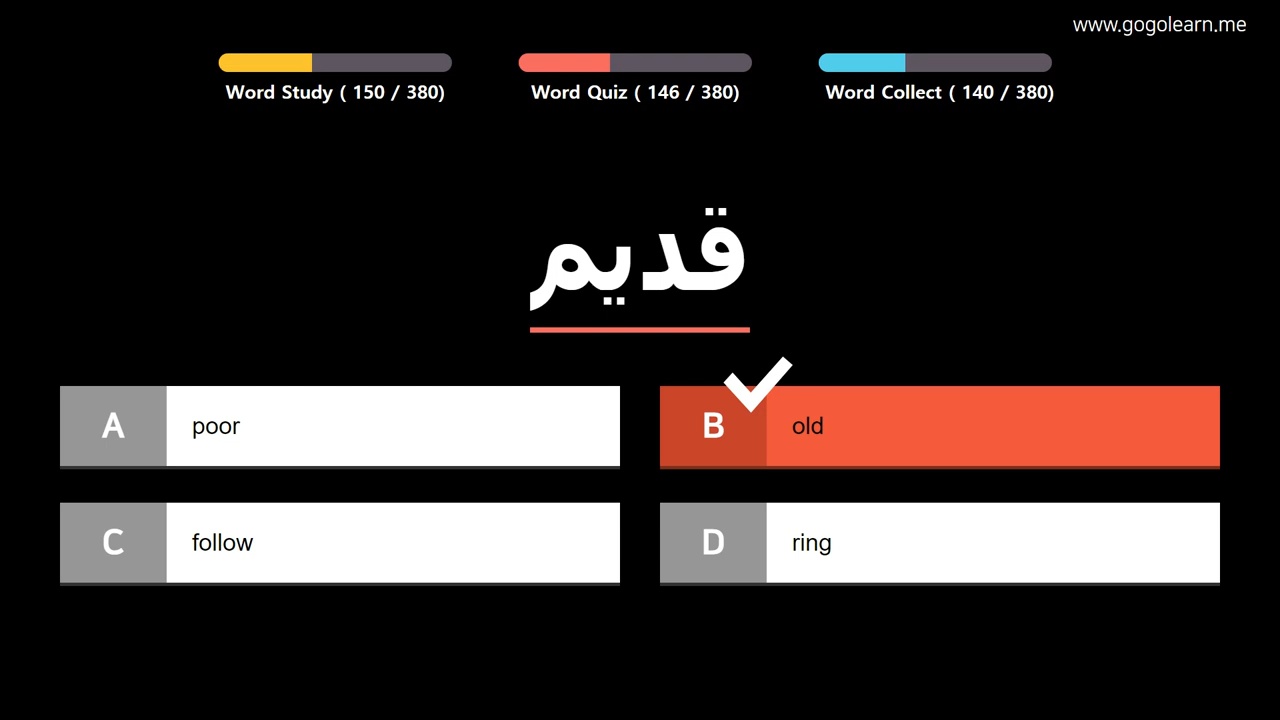 www.gogolearn.me
Word Study ( 150 / 380)
Word Quiz ( 146 / 380)
Word Collect ( 140 / 380)
قديم
A poor
B old
C follow
D ring